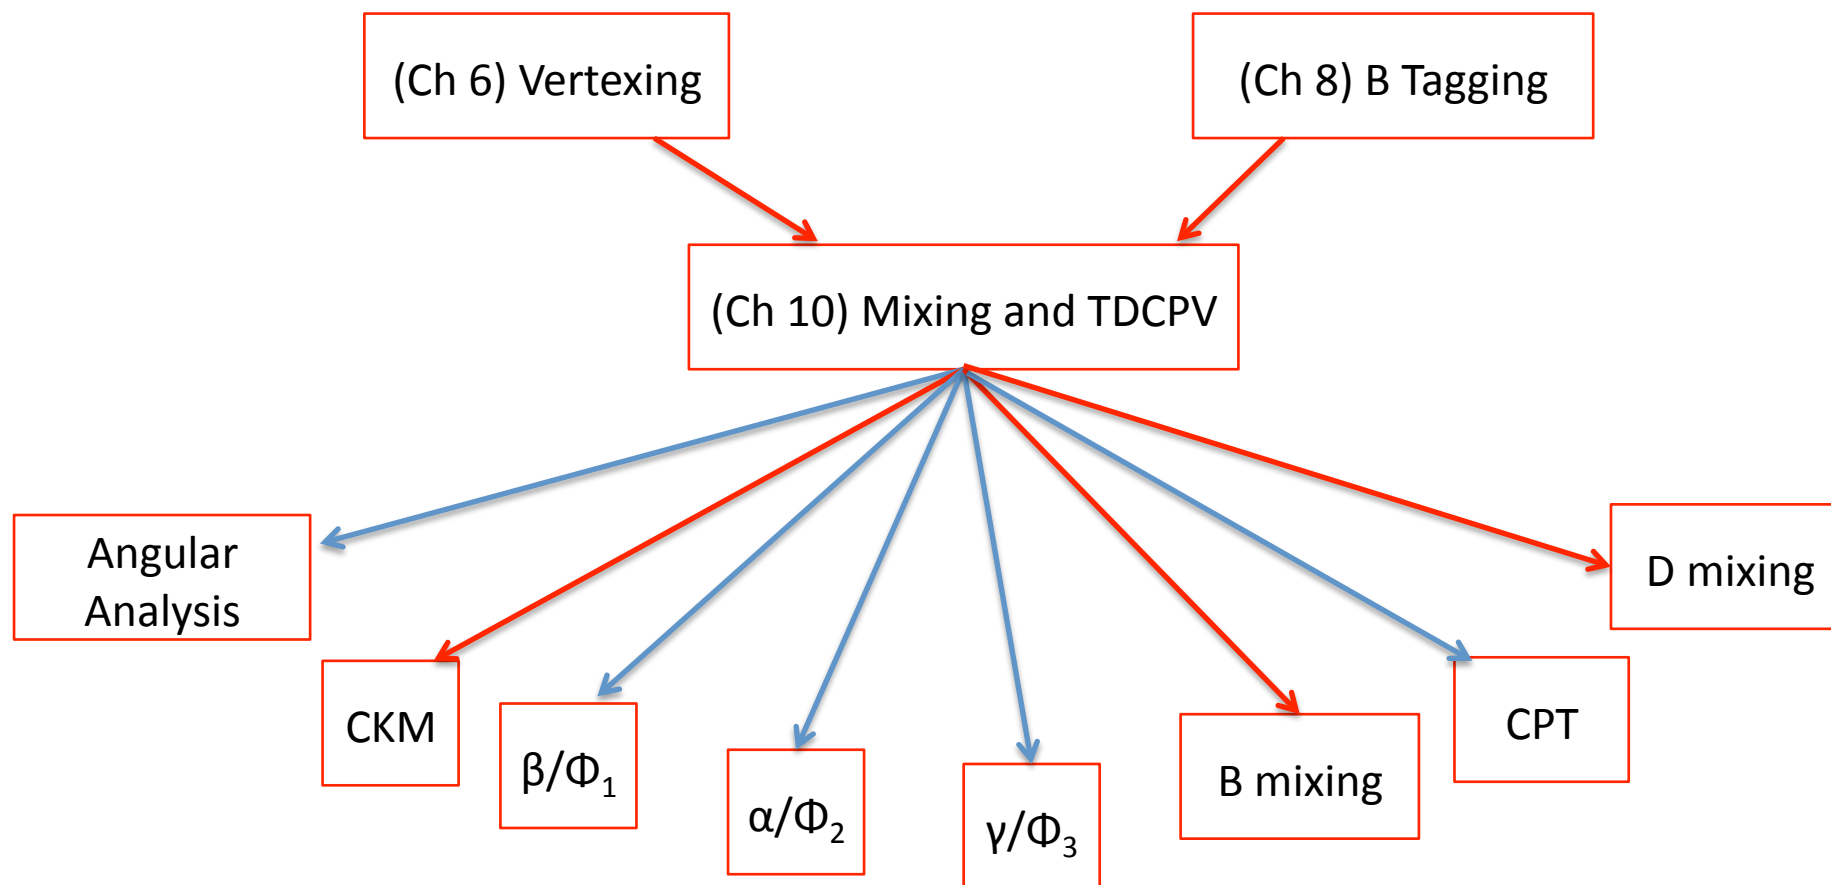 (Ch 6) Vertexing
(Ch 8) B Tagging
(Ch 10) Mixing and TDCPV
Angular
Analysis
CKM
β/Φ₁
α/Φ₂
γ/Φ₃
B mixing
CPT
D mixing